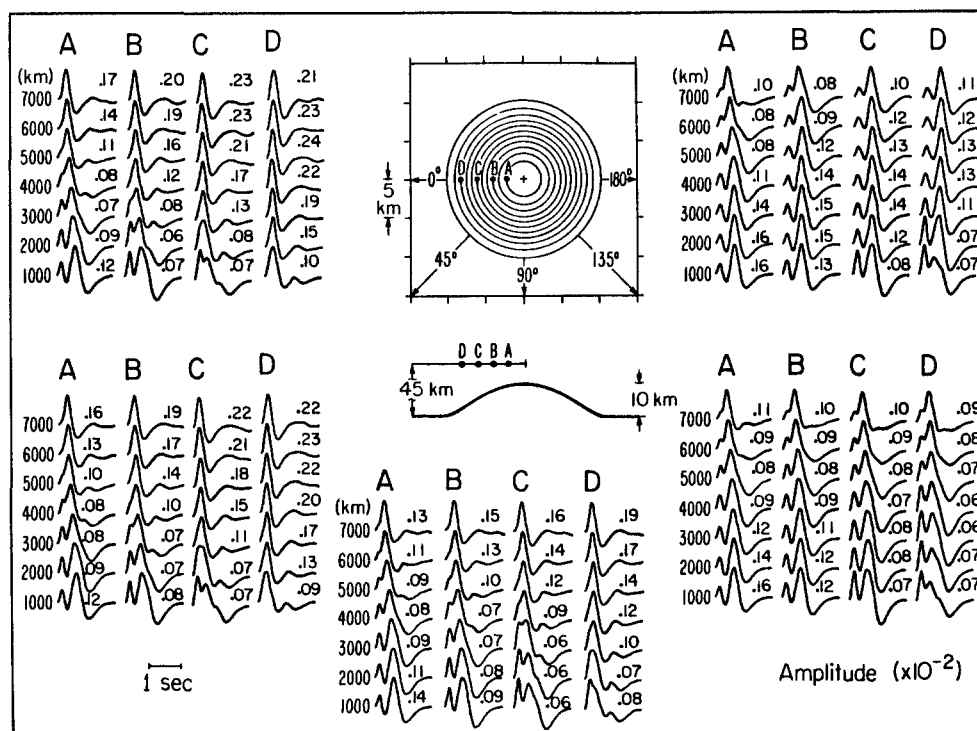 A B C D
(km)
7000 .17 .20 .23 .21
6000 .14 .19 .23 .23
5000 .11 .16 .21 .24
4000 .08 .12 .17 .22
3000 .07 .08 .13 .19
2000 .09 .06 .08 .15
1000 .12 .07 .07 .10
D C B A
0° 180°
5
km
45° 135°
90°
D C B A
45 km
10 km
A B C D
(km)
7000 .10 .08 .10 .11
6000 .08 .09 .12 .12
5000 .08 .12 .13 .13
4000 .11 .14 .14 .13
3000 .14 .15 .14 .11
2000 .16 .15 .12 .07
1000 .16 .13 .08 .07
A B C D
7000 .16 .19 .22 .22
6000 .13 .17 .21 .23
5000 .10 .14 .18 .22
4000 .08 .10 .15 .20
3000 .08 .07 .11 .17
2000 .09 .07 .07 .13
1000 .12 .08 .07 .09
1 sec
A B C D
7000 .13 .15 .16 .19
6000 .11 .13 .14 .17
5000 .09 .10 .12 .14
4000 .08 .07 .09 .12
3000 .09 .07 .06 .10
2000 .11 .08 .06 .07
1000 .14 .09 .06 .08
A B C D
7000 .11 .10 .10 .09
6000 .09 .09 .09 .08
5000 .08 .08 .08 .07
4000 .09 .09 .07 .06
3000 .12 .11 .08 .06
2000 .14 .12 .08 .07
1000 .16 .12 .07 .07
Amplitude (x10⁻²)